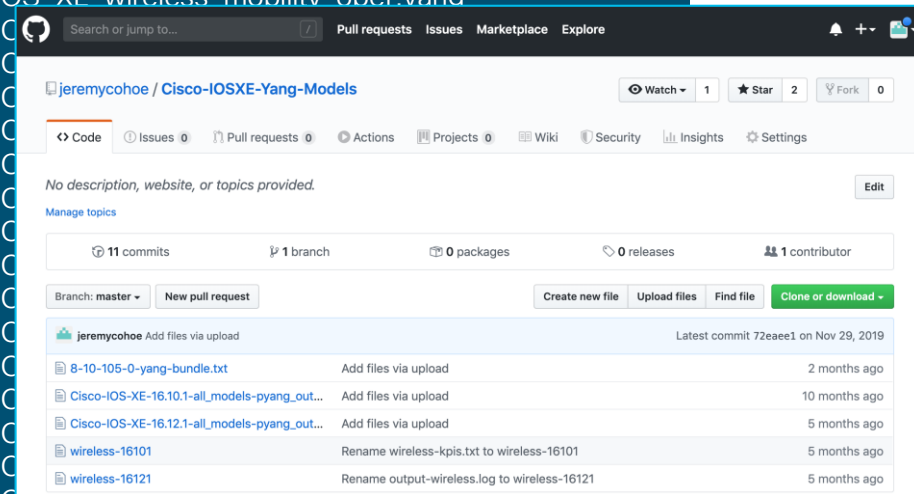 OS-XE-wireless-mobility-oper.yang
Search or jump to... / Pull requests Issues Marketplace Explore
jeremycohoe / Cisco-IOSXE-Yang-Models
Watch 1 Star 2 Fork 0
Code Issues 0 Pull requests 0 Actions Projects 0 Wiki Security Insights Settings
No description, website, or topics provided.
Edit
Manage topics
11 commits 1 branch 0 packages 0 releases 1 contributor
Branch: master New pull request Create new file Upload files Find file Clone or download
jeremycohoe Add files via upload Latest commit 72eaee1 on Nov 29, 2019
8-10-105-0-yang-bundle.txt Add files via upload 2 months ago
Cisco-IOS-XE-16.10.1-all_models-pyang_out... Add files via upload 10 months ago
Cisco-IOS-XE-16.12.1-all_models-pyang_out... Add files via upload 5 months ago
wireless-16101 Rename wireless-kpis.txt to wireless-16101 5 months ago
wireless-16121 Rename output-wireless.log to wireless-16121 5 months ago